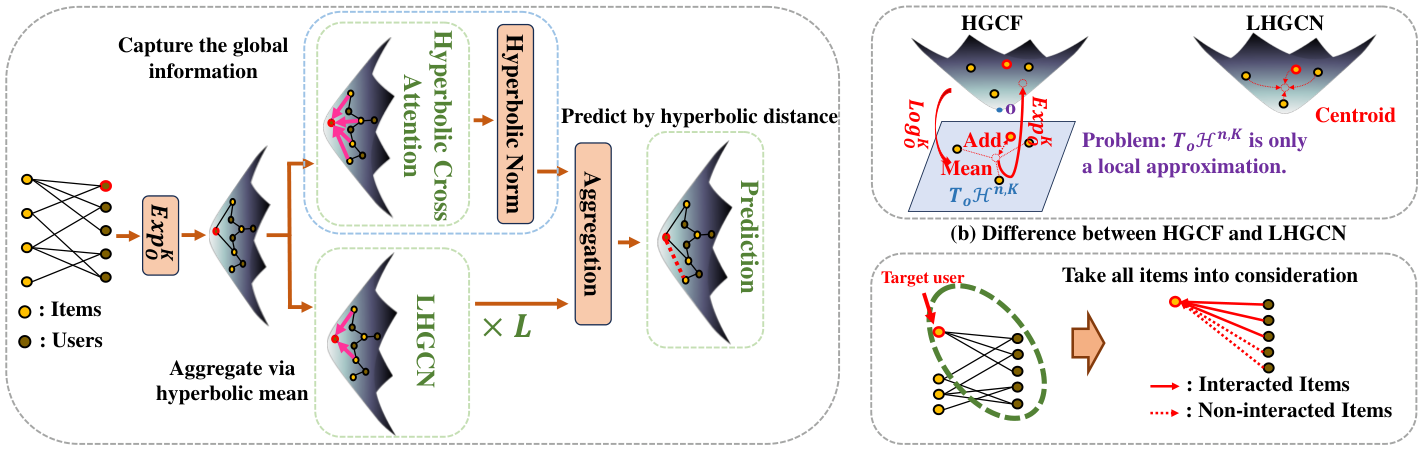 Capture the global
information
Hyperbolic Cross
Attention
Hyperbolic Norm
Predict by hyperbolic distance
Exp_O^K
Aggregation
Prediction
: Items
: Users
LHGCN
× L
Aggregate via
hyperbolic mean
HGCF
LHGCN
o
Log_O^K
Exp_O^K
Add
Mean
T_oℋ^{n,K}
Centroid
Problem: T_oℋ^{n,K} is only
a local approximation.
(b) Difference between HGCF and LHGCN
Target user
Take all items into consideration
: Interacted Items
: Non-interacted Items